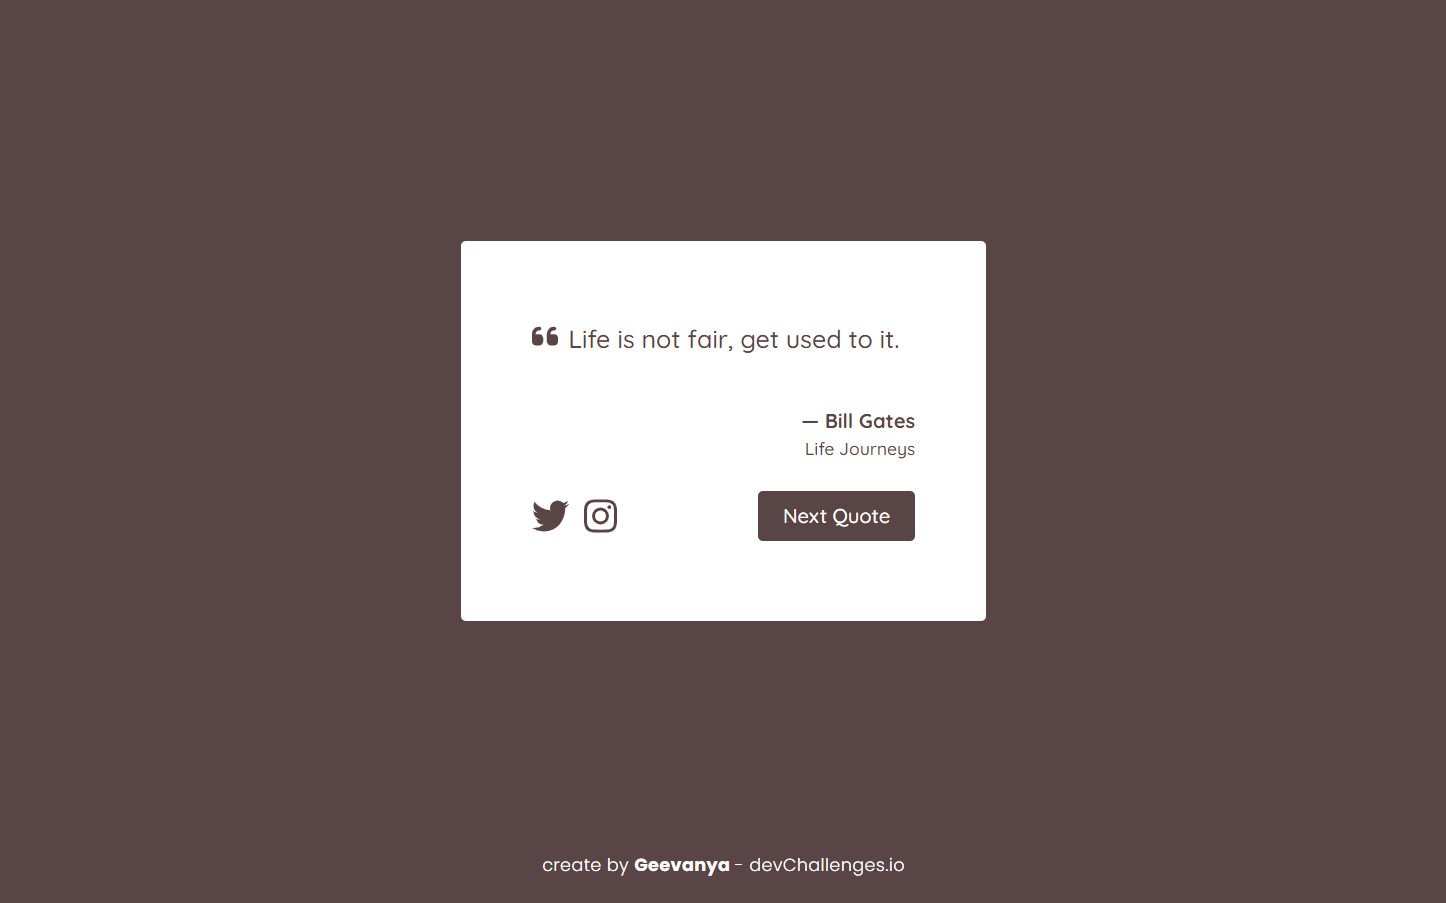 ❝ Life is not fair, get used to it.
— Bill Gates
Life Journeys
Next Quote
create by Geevanya - devChallenges.io